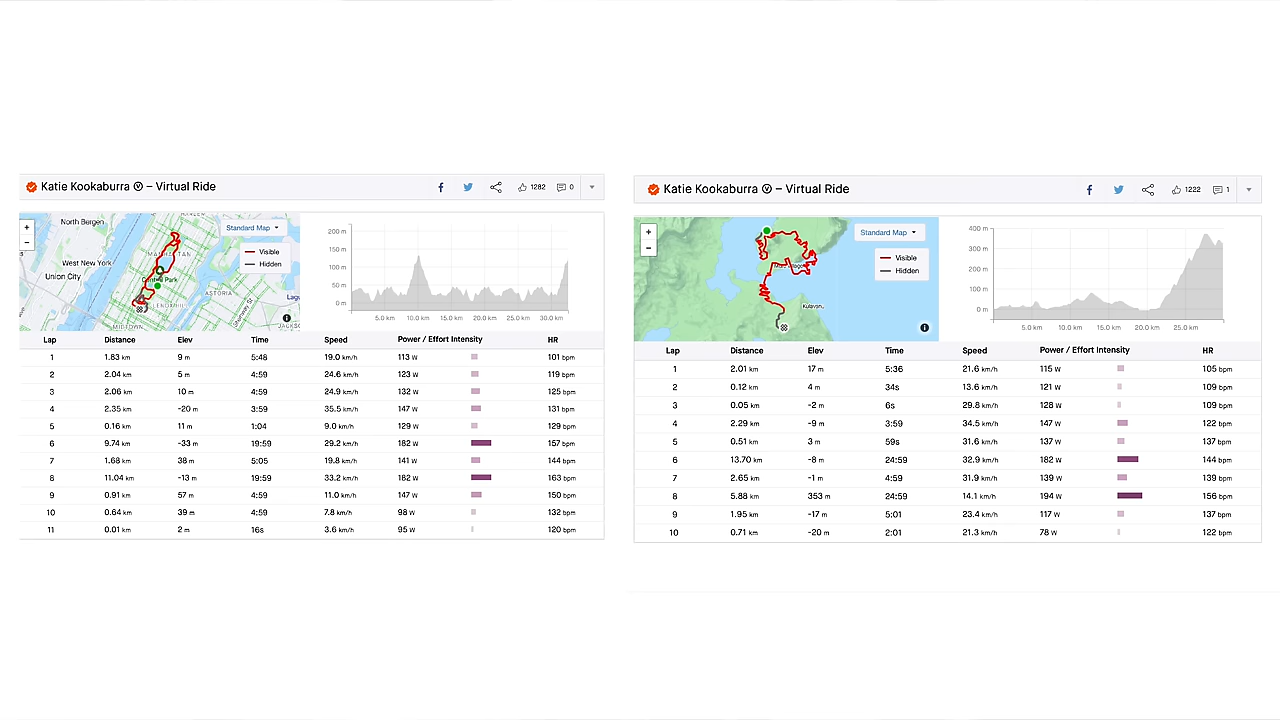 Katie Kookaburra Ⓥ – Virtual Ride
1282 0
North Bergen
West New York
Union City
MANHATTAN
Central Park
ASTORIA
LENOX HILL
MIDTOWN
Standard Map
Visible
Hidden
+
−
200 m
150 m
100 m
50 m
0 m
5.0 km 10.0 km 15.0 km 20.0 km 25.0 km 30.0 km
Lap Distance Elev Time Speed Power / Effort Intensity HR
1 1.83 km 9 m 5:48 19.0 km/h 113 W 101 bpm
2 2.04 km 5 m 4:59 24.6 km/h 123 W 119 bpm
3 2.06 km 10 m 4:59 24.9 km/h 132 W 125 bpm
4 2.35 km -20 m 3:59 35.5 km/h 147 W 131 bpm
5 0.16 km 11 m 1:04 9.0 km/h 129 W 129 bpm
6 9.74 km -33 m 19:59 29.2 km/h 182 W 157 bpm
7 1.68 km 38 m 5:05 19.8 km/h 141 W 144 bpm
8 11.04 km -13 m 19:59 33.2 km/h 182 W 163 bpm
9 0.91 km 57 m 4:59 11.0 km/h 147 W 150 bpm
10 0.64 km 39 m 4:59 7.8 km/h 98 W 132 bpm
11 0.01 km 2 m 16s 3.6 km/h 95 W 120 bpm
Katie Kookaburra Ⓥ – Virtual Ride
1222 1
Kulavanu
Standard Map
Visible
Hidden
+
−
400 m
300 m
200 m
100 m
0 m
5.0 km 10.0 km 15.0 km 20.0 km 25.0 km
Lap Distance Elev Time Speed Power / Effort Intensity HR
1 2.01 km 17 m 5:36 21.6 km/h 115 W 105 bpm
2 0.12 km 4 m 34s 13.6 km/h 121 W 109 bpm
3 0.05 km -2 m 6s 29.8 km/h 128 W 109 bpm
4 2.29 km -9 m 3:59 34.5 km/h 147 W 122 bpm
5 0.51 km 3 m 59s 31.6 km/h 137 W 137 bpm
6 13.70 km -8 m 24:59 32.9 km/h 182 W 144 bpm
7 2.65 km -1 m 4:59 31.9 km/h 139 W 139 bpm
8 5.88 km 353 m 24:59 14.1 km/h 194 W 156 bpm
9 1.95 km -17 m 5:01 23.4 km/h 117 W 137 bpm
10 0.71 km -20 m 2:01 21.3 km/h 78 W 122 bpm